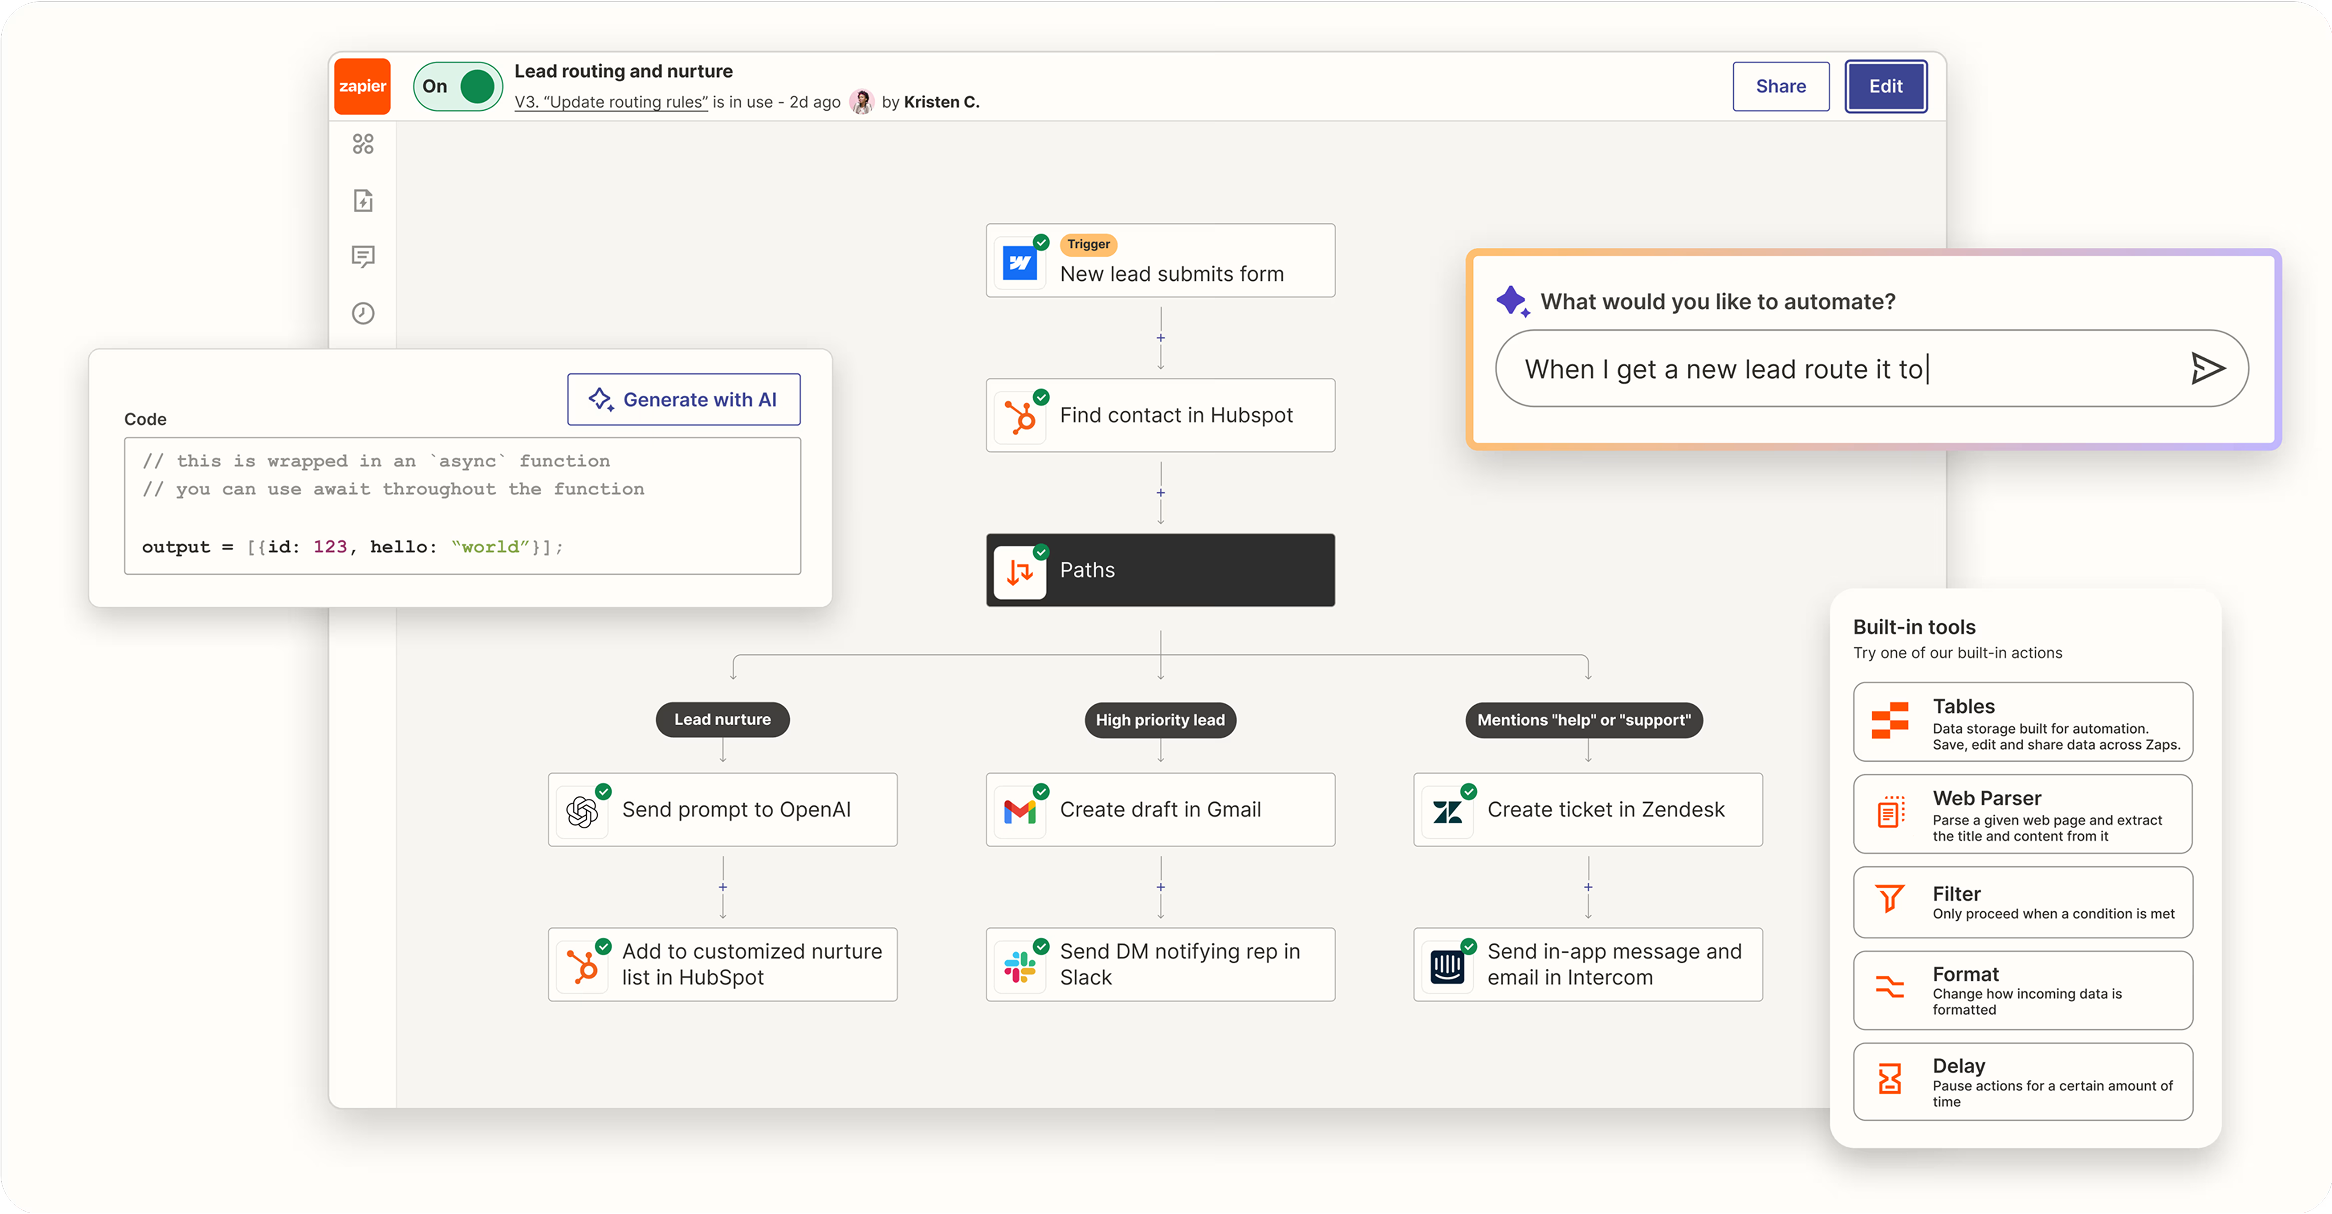 zapier
On
Lead routing and nurture
V3. “Update routing rules” is in use - 2d ago by Kristen C.
Share
Edit
Trigger
New lead submits form
What would you like to automate?
When I get a new lead route it to
Find contact in Hubspot
Generate with AI
Code
// this is wrapped in an `async` function
// you can use await throughout the function
output = [{id: 123, hello: “world”}];
Paths
Lead nurture
High priority lead
Mentions "help" or "support"
Send prompt to OpenAI
Create draft in Gmail
Create ticket in Zendesk
Add to customized nurture
list in HubSpot
Send DM notifying rep in
Slack
Send in-app message and
email in Intercom
Built-in tools
Try one of our built-in actions
Tables
Data storage built for automation.
Save, edit and share data across Zaps.
Web Parser
Parse a given web page and extract
the title and content from it
Filter
Only proceed when a condition is met
Format
Change how incoming data is
formatted
Delay
Pause actions for a certain amount of
time